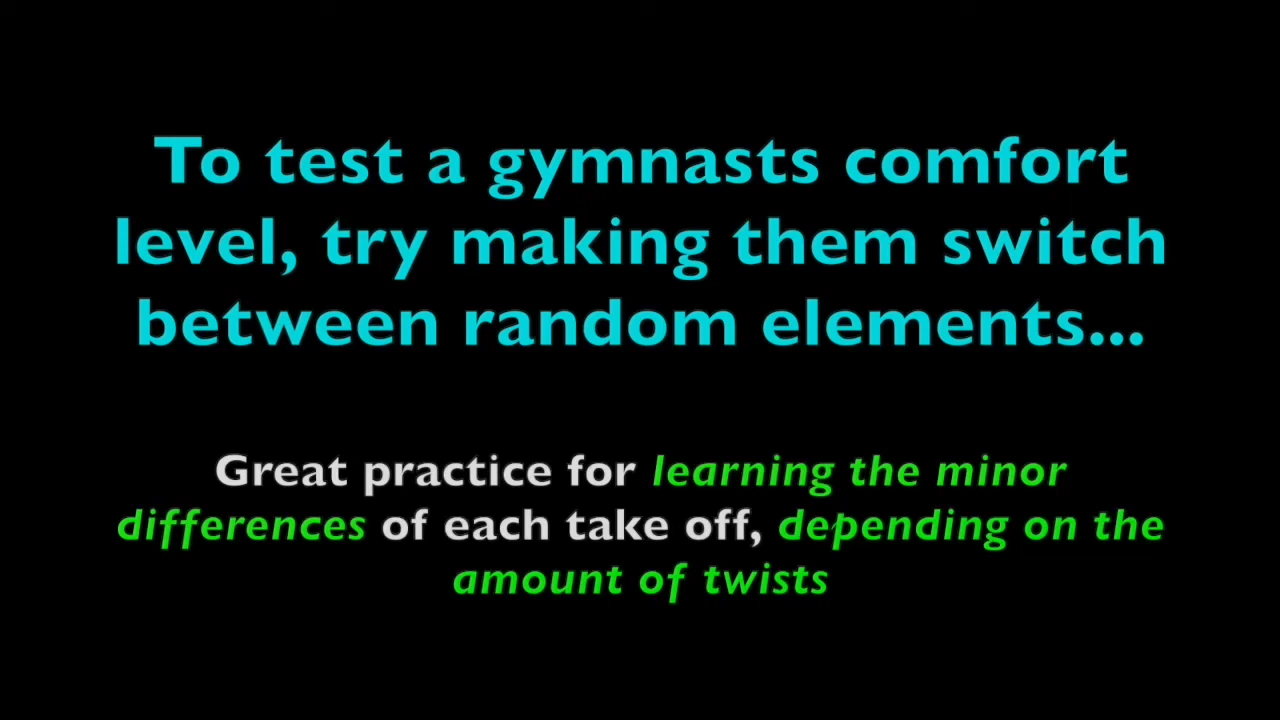 To test a gymnasts comfort
level, try making them switch
between random elements...
Great practice for learning the minor
differences of each take off, depending on the
amount of twists